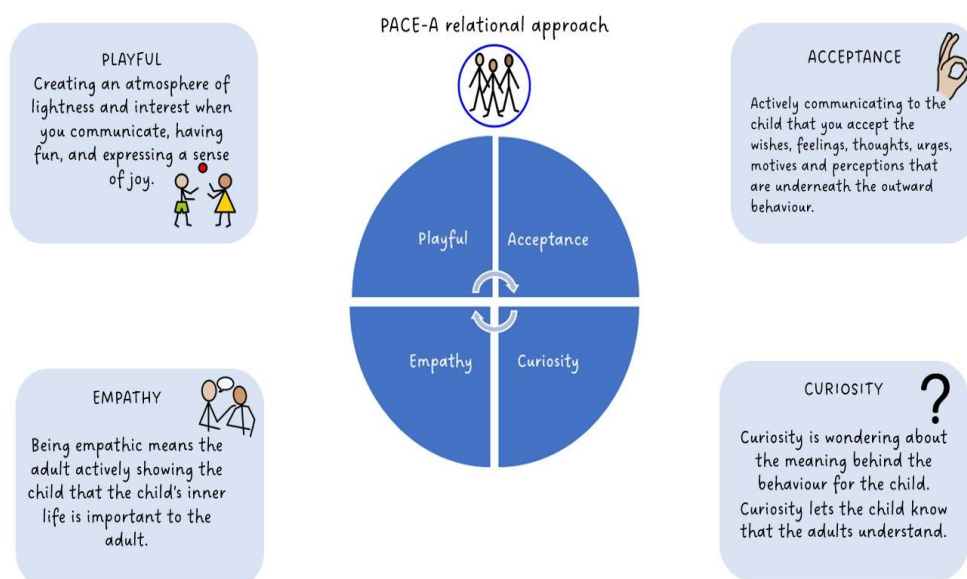 PACE-A relational approach
PLAYFUL
Creating an atmosphere of
lightness and interest when
you communicate, having
fun, and expressing a sense
of joy.
ACCEPTANCE
Actively communicating to the
child that you accept the
wishes, feelings, thoughts, urges,
motives and perceptions that
are underneath the outward
behaviour.
Playful
Acceptance
Empathy
Curiosity
EMPATHY
Being empathic means the
adult actively showing the
child that the child's inner
life is important to the
adult.
CURIOSITY
?
Curiosity is wondering about
the meaning behind the
behaviour for the child.
Curiosity lets the child know
that the adults understand.